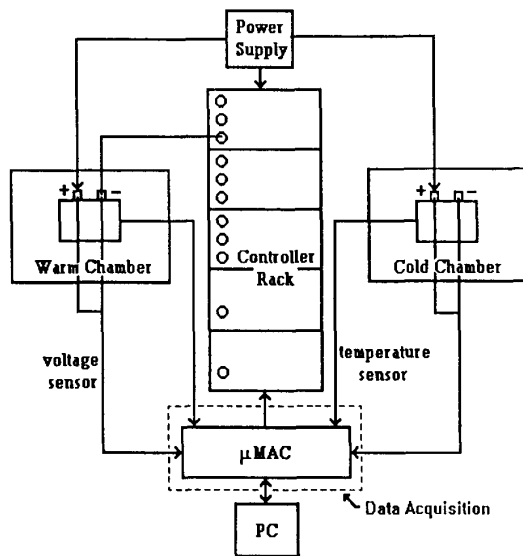 Power
Supply
+
-
Warm Chamber
Controller
Rack
+
-
Cold Chamber
voltage
sensor
temperature
sensor
μMAC
Data Acquisition
PC